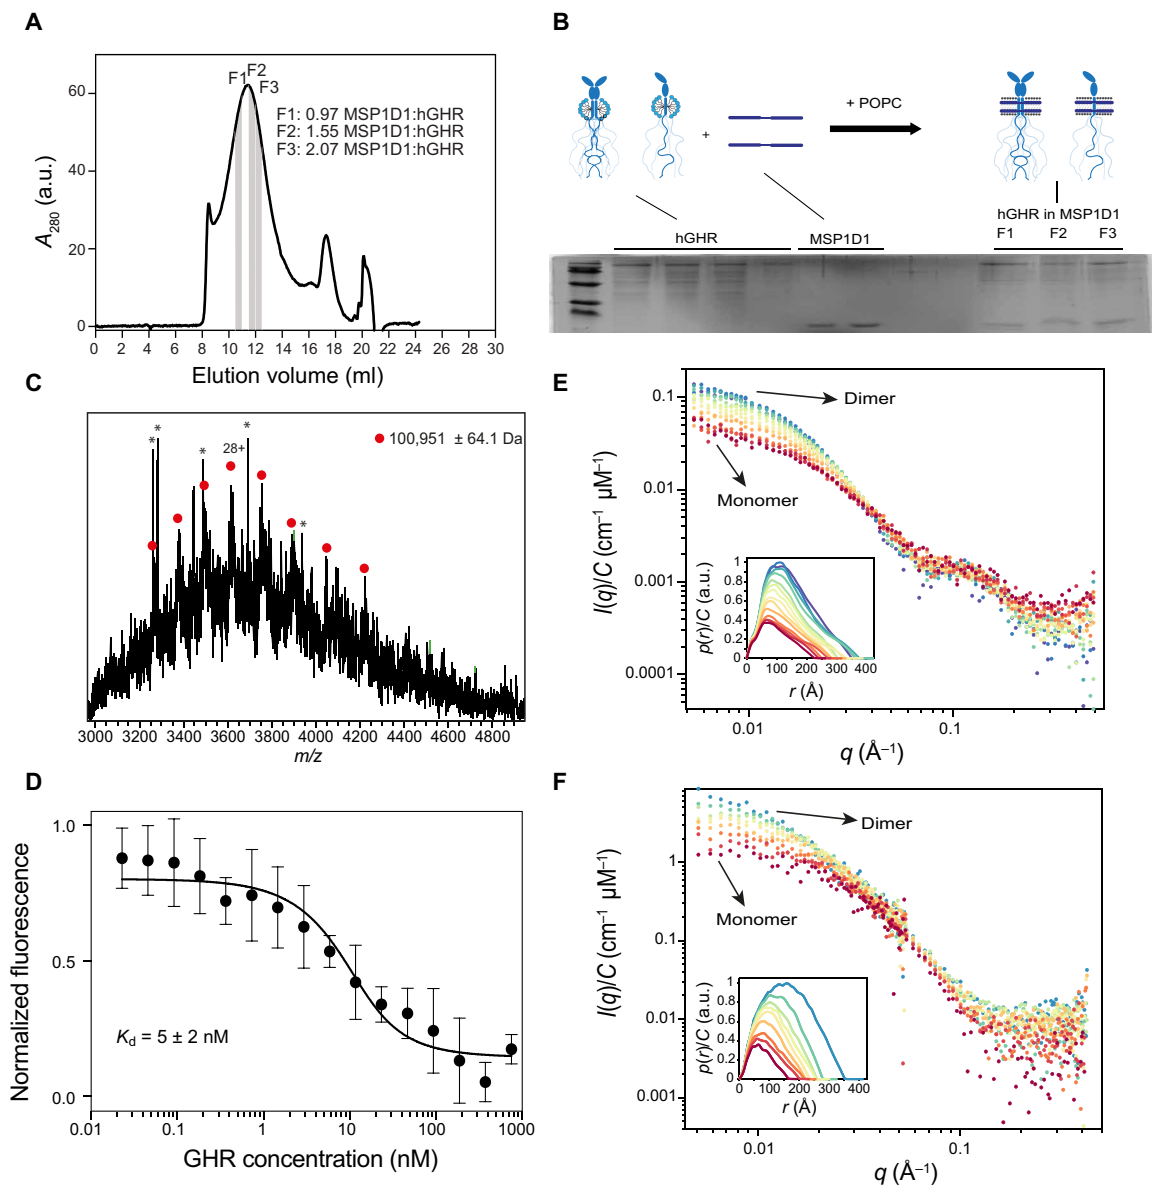 A
F1
F2
F3
F1: 0.97 MSP1D1:hGHR
F2: 1.55 MSP1D1:hGHR
F3: 2.07 MSP1D1:hGHR
A280 (a.u.)
60
40
20
0
0 2 4 6 8 10 12 14 16 18 20 22 24 26 28 30
Elution volume (ml)
B
+
+ POPC
hGHR
MSP1D1
hGHR in MSP1D1
F1 F2 F3
C
* * * 28+ * *
100,951 ± 64.1 Da
3000 3200 3400 3600 3800 4000 4200 4400 4600 4800
m/z
D
Normalized fluorescence
1.0
0.5
0.0
Kd = 5 ± 2 nM
0.01 0.1 1 10 100 1000
GHR concentration (nM)
E
I(q)/C (cm−1 μM−1)
0.1
0.01
0.001
0.0001
Dimer
Monomer
p(r)/C (a.u.)
1
0.8
0.6
0.4
0.2
0
0 100 200 300 400
r (Å)
0.01 0.1
q (Å−1)
F
I(q)/C (cm−1 μM−1)
1
0.1
0.01
0.001
Dimer
Monomer
p(r)/C (a.u.)
1
0.8
0.6
0.4
0.2
0
0 100 200 300 400
r (Å)
0.01 0.1
q (Å−1)